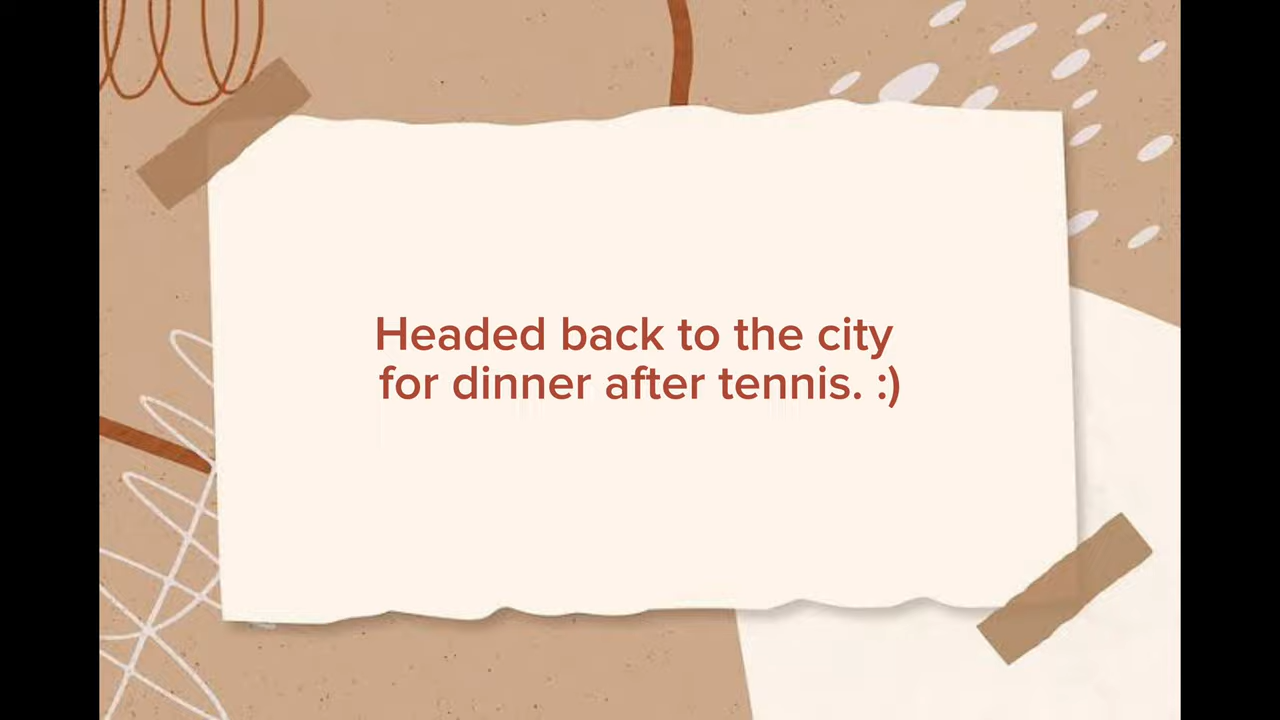 Headed back to the city
for dinner after tennis. :)